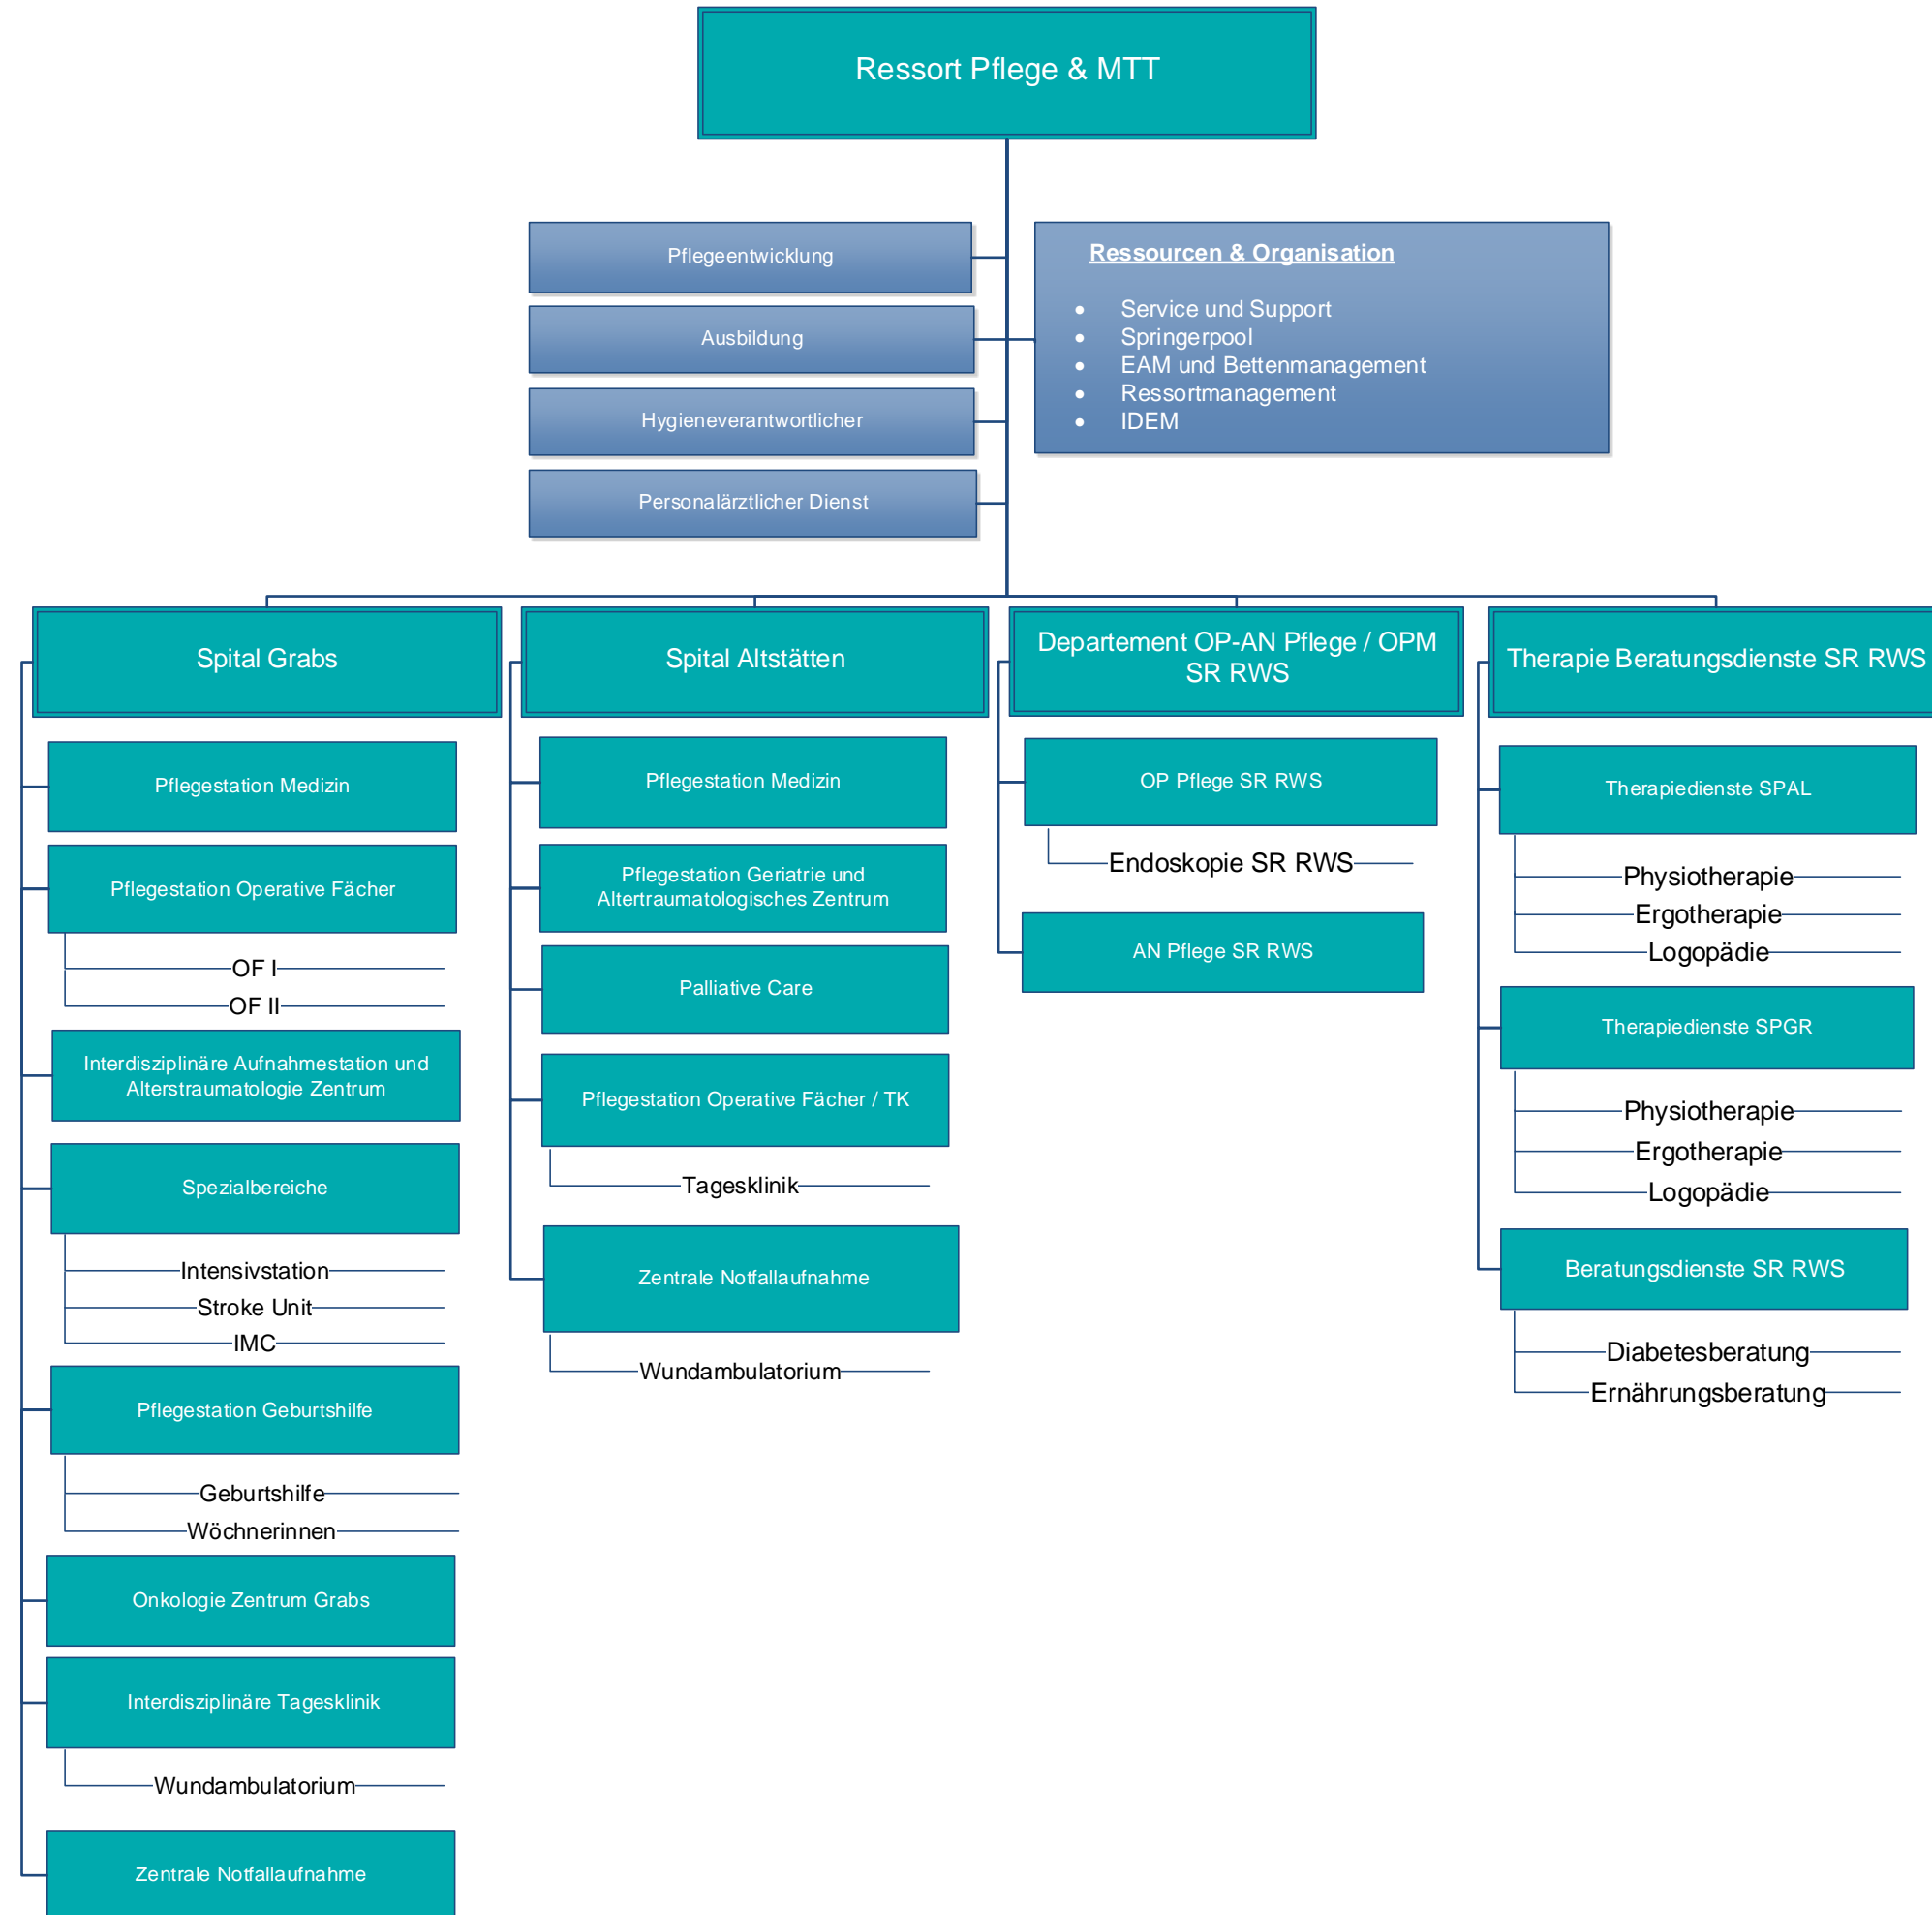 Ressort Pflege & MTT
Pflegeentwicklung
Ausbildung
Hygieneverantwortlicher
Personalärztlicher Dienst
Ressourcen & Organisation
• Service und Support
• Springerpool
• EAM und Bettenmanagement
• Ressortmanagement
• IDEM
Spital Grabs
Pflegestation Medizin
Pflegestation Operative Fächer
OF I
OF II
Interdisziplinäre Aufnahmestation und
Alterstraumatologie Zentrum
Spezialbereiche
Intensivstation
Stroke Unit
IMC
Pflegestation Geburtshilfe
Geburtshilfe
Wöchnerinnen
Onkologie Zentrum Grabs
Interdisziplinäre Tagesklinik
Wundambulatorium
Zentrale Notfallaufnahme
Spital Altstätten
Pflegestation Medizin
Pflegestation Geriatrie und
Altertraumatologisches Zentrum
Palliative Care
Pflegestation Operative Fächer / TK
Tagesklinik
Zentrale Notfallaufnahme
Wundambulatorium
Departement OP-AN Pflege / OPM
SR RWS
OP Pflege SR RWS
Endoskopie SR RWS
AN Pflege SR RWS
Therapie Beratungsdienste SR RWS
Therapiedienste SPAL
Physiotherapie
Ergotherapie
Logopädie
Therapiedienste SPGR
Physiotherapie
Ergotherapie
Logopädie
Beratungsdienste SR RWS
Diabetesberatung
Ernährungsberatung